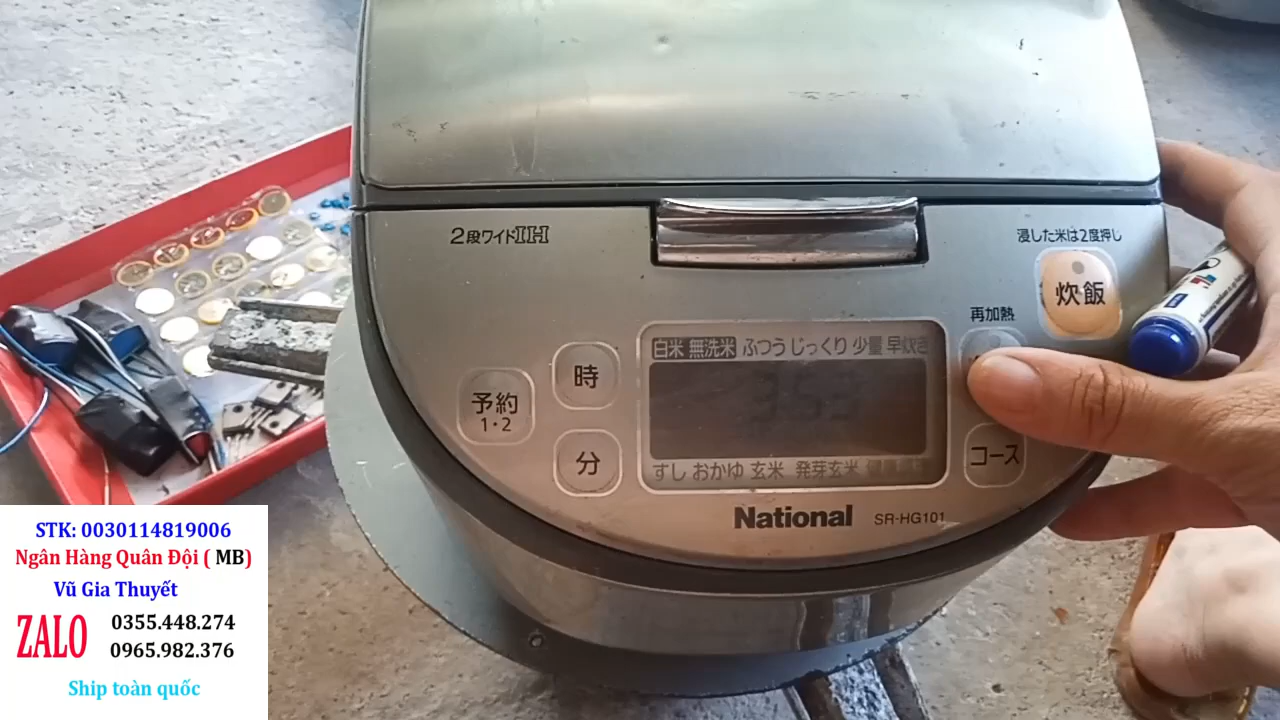 2段ワイドIH
浸した米は2度押し
炊飯
再加熱
白米 無洗米 ふつう じっくり 少量 早炊き
時
予約
1・2
分
コース
すし おかゆ 玄米 発芽玄米
National SR-HG101
STK: 0030114819006
Ngân Hàng Quân Đội ( MB)
Vũ Gia Thuyết
ZALO
0355.448.274
0965.982.376
Ship toàn quốc